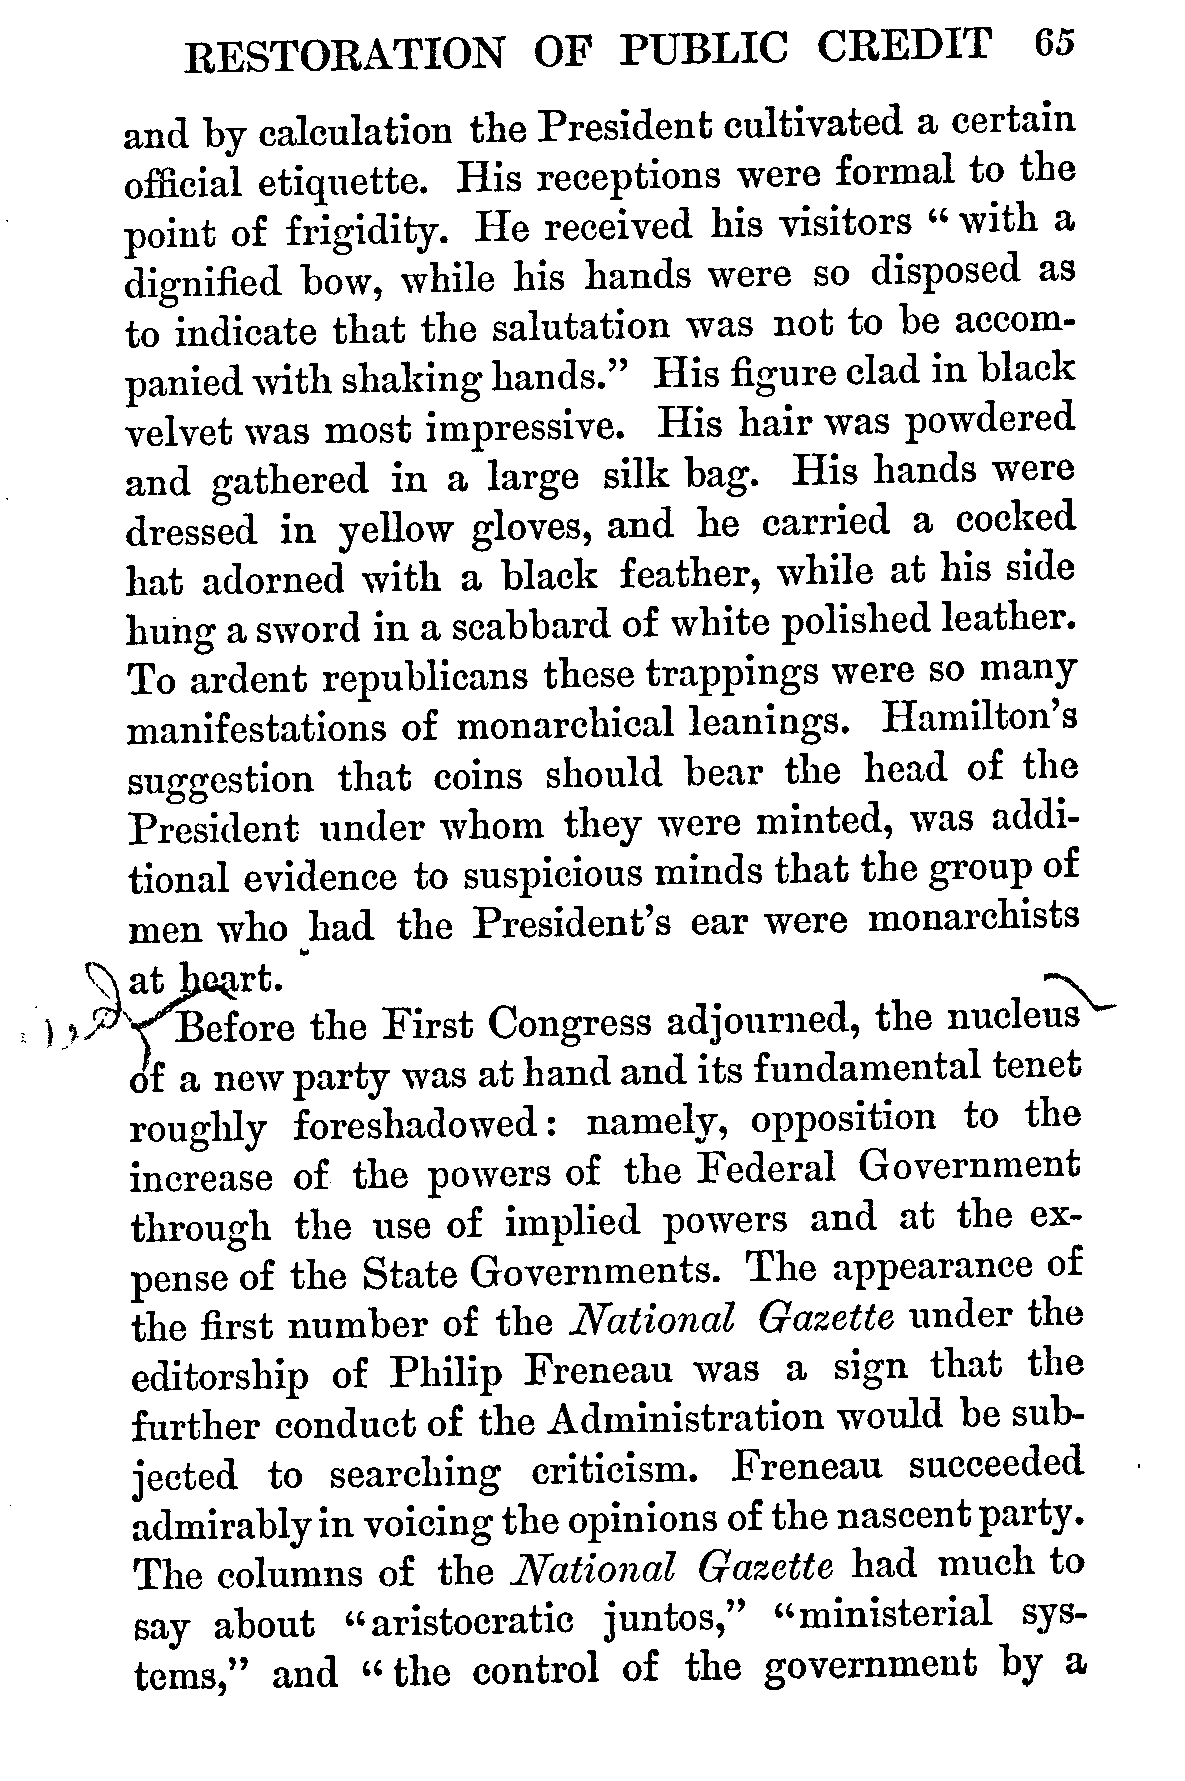 RESTORATION OF PUBLIC CREDIT 65
and by calculation the President cultivated a certain
official etiquette. His receptions were formal to the
point of frigidity. He received his visitors “ with a
dignified bow, while his hands were so disposed as
to indicate that the salutation was not to be accom-
panied with shaking hands.” His figure clad in black
velvet was most impressive. His hair was powdered
and gathered in a large silk bag. His hands were
dressed in yellow gloves, and he carried a cocked
hat adorned with a black feather, while at his side
hung a sword in a scabbard of white polished leather.
To ardent republicans these trappings were so many
manifestations of monarchical leanings. Hamilton’s
suggestion that coins should bear the head of the
President under whom they were minted, was addi-
tional evidence to suspicious minds that the group of
men who had the President’s ear were monarchists
at heart.
Before the First Congress adjourned, the nucleus
of a new party was at hand and its fundamental tenet
roughly foreshadowed: namely, opposition to the
increase of the powers of the Federal Government
through the use of implied powers and at the ex-
pense of the State Governments. The appearance of
the first number of the National Gazette under the
editorship of Philip Freneau was a sign that the
further conduct of the Administration would be sub-
jected to searching criticism. Freneau succeeded
admirably in voicing the opinions of the nascent party.
The columns of the National Gazette had much to
say about “aristocratic juntos,” “ministerial sys-
tems,” and “ the control of the government by a